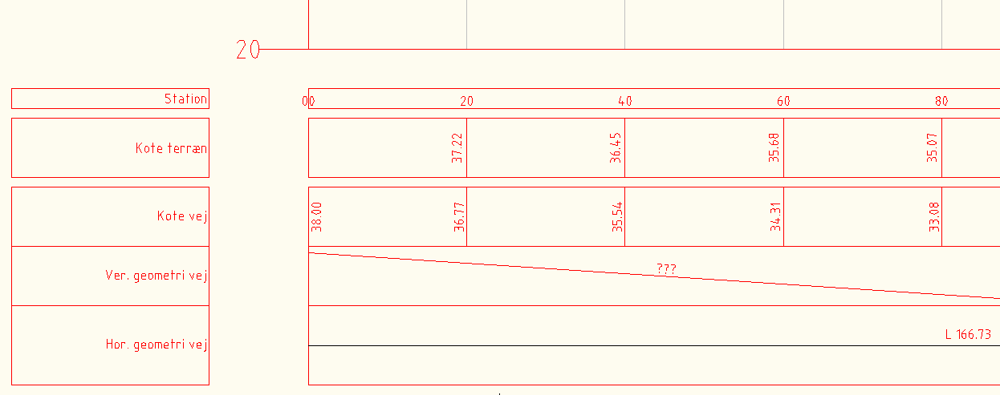 20
Station 00 20 40 60 80
Kote terræn 37.22 36.45 35.68 35.07
Kote vej 38.00 36.77 35.54 34.31 33.08
Ver. geometri vej ???
Hor. geometri vej L 166.73